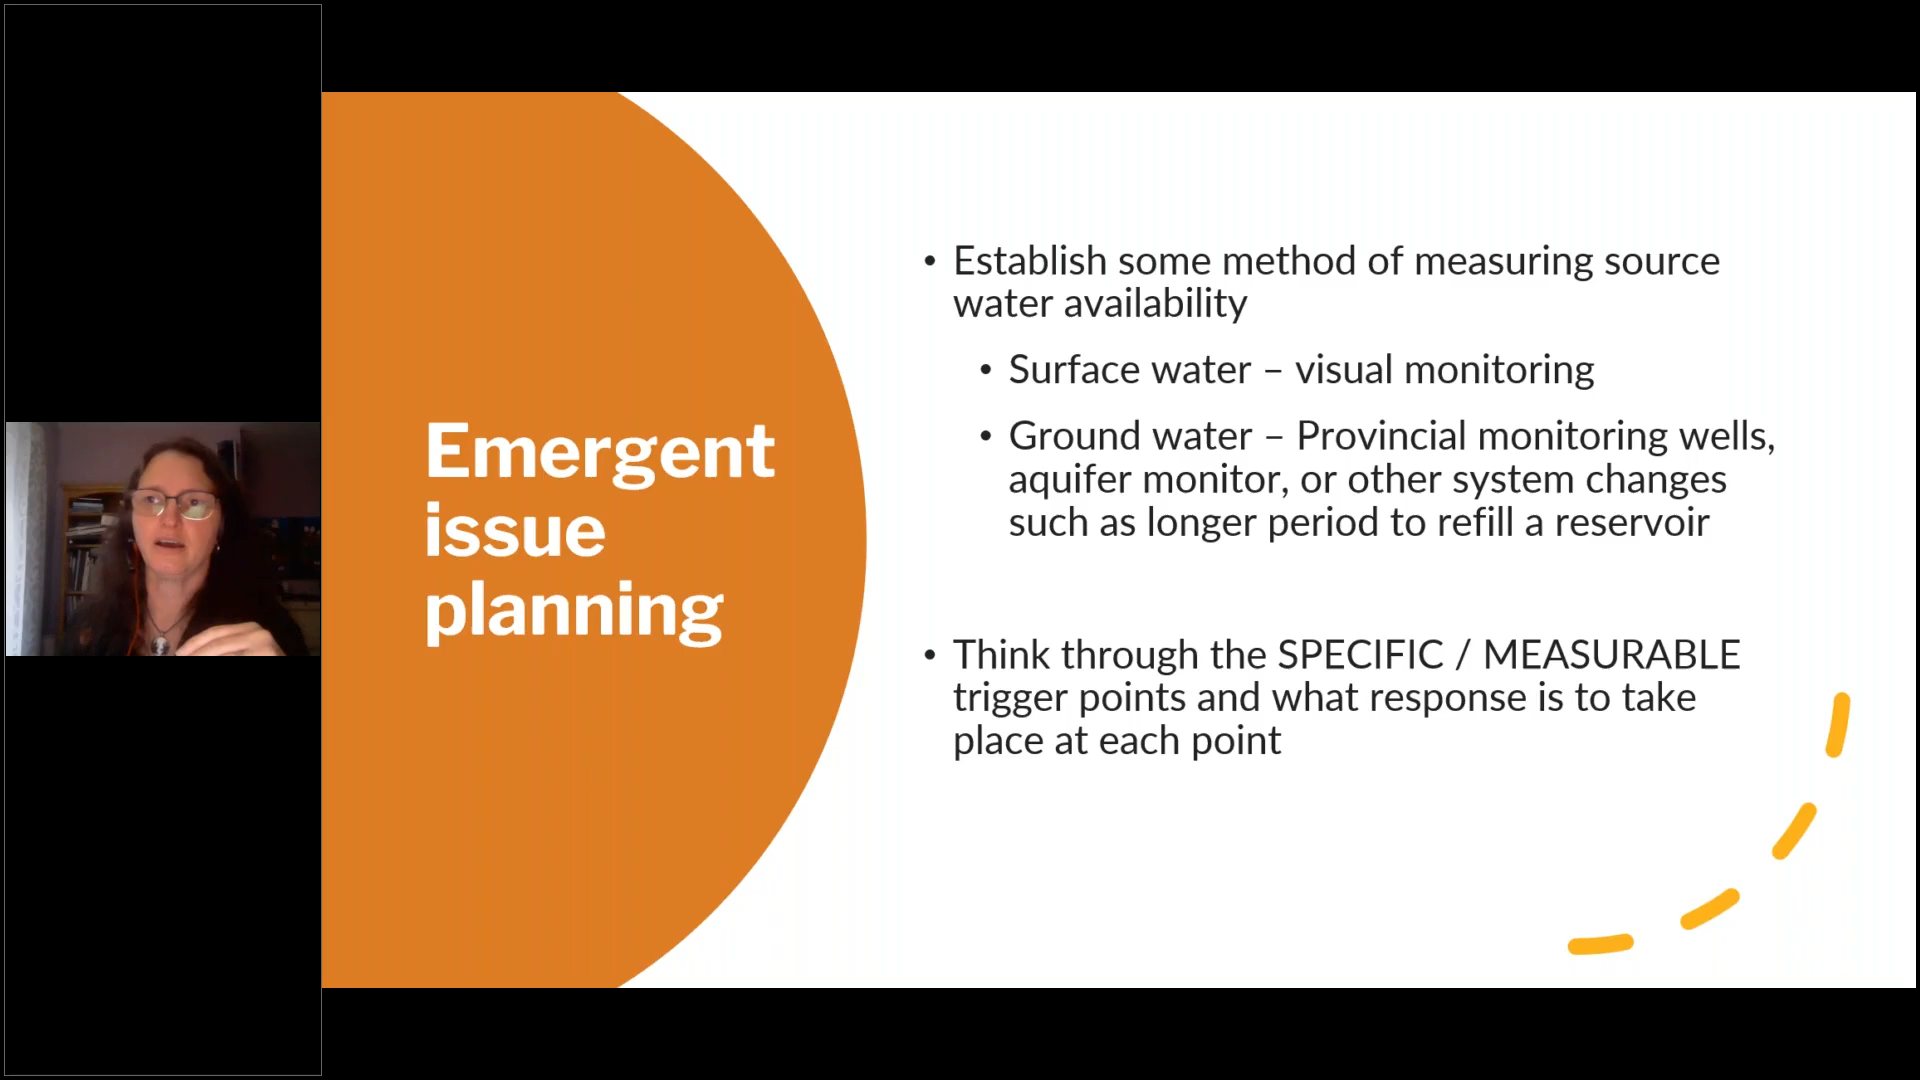 Emergent
issue
planning
• Establish some method of measuring source
water availability
• Surface water – visual monitoring
• Ground water – Provincial monitoring wells,
aquifer monitor, or other system changes
such as longer period to refill a reservoir
• Think through the SPECIFIC / MEASURABLE
trigger points and what response is to take
place at each point